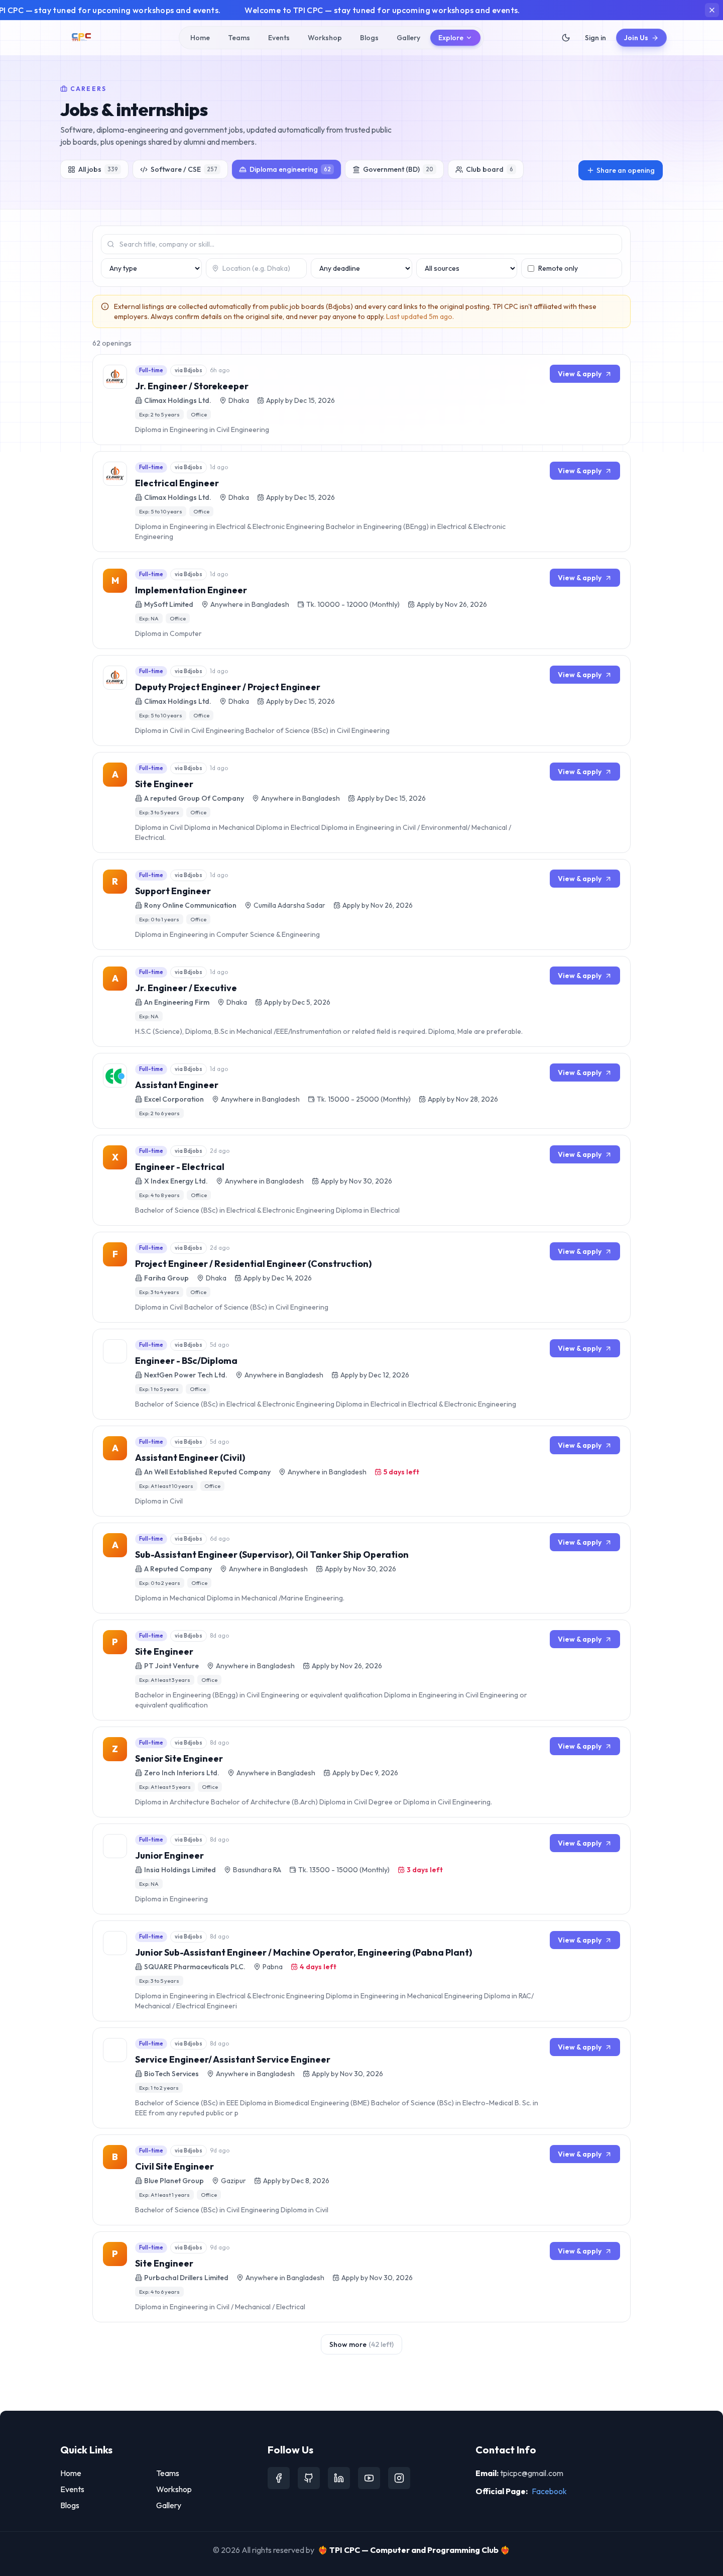 PI CPC — stay tuned for upcoming workshops and events. Welcome to TPI CPC — stay tuned for upcoming workshops and events.
CPC
Home Teams Events Workshop Blogs Gallery Explore Sign in Join Us
CAREERS
Jobs & internships
Software, diploma-engineering and government jobs, updated automatically from trusted public
job boards, plus openings shared by alumni and members.
All jobs 339 Software / CSE 257 Diploma engineering 62 Government (BD) 20 Club board 6 Share an opening
Search title, company or skill...
Any type Location (e.g. Dhaka) Any deadline All sources Remote only
External listings are collected automatically from public job boards (Bdjobs) and every card links to the original posting. TPI CPC isn't affiliated with these
employers. Always confirm details on the original site, and never pay anyone to apply. Last updated 5m ago.
62 openings
Full-time via Bdjobs 6h ago View & apply
Jr. Engineer / Storekeeper
Climax Holdings Ltd. Dhaka Apply by Dec 15, 2026
Exp: 2 to 5 years Office
Diploma in Engineering in Civil Engineering
Full-time via Bdjobs 1d ago View & apply
Electrical Engineer
Climax Holdings Ltd. Dhaka Apply by Dec 15, 2026
Exp: 5 to 10 years Office
Diploma in Engineering in Electrical & Electronic Engineering Bachelor in Engineering (BEngg) in Electrical & Electronic
Engineering
M Full-time via Bdjobs 1d ago View & apply
Implementation Engineer
MySoft Limited Anywhere in Bangladesh Tk. 10000 - 12000 (Monthly) Apply by Nov 26, 2026
Exp: NA Office
Diploma in Computer
Full-time via Bdjobs 1d ago View & apply
Deputy Project Engineer / Project Engineer
Climax Holdings Ltd. Dhaka Apply by Dec 15, 2026
Exp: 5 to 10 years Office
Diploma in Civil in Civil Engineering Bachelor of Science (BSc) in Civil Engineering
A Full-time via Bdjobs 1d ago View & apply
Site Engineer
A reputed Group Of Company Anywhere in Bangladesh Apply by Dec 15, 2026
Exp: 3 to 5 years Office
Diploma in Civil Diploma in Mechanical Diploma in Electrical Diploma in Engineering in Civil / Environmental/ Mechanical /
Electrical.
R Full-time via Bdjobs 1d ago View & apply
Support Engineer
Rony Online Communication Cumilla Adarsha Sadar Apply by Nov 26, 2026
Exp: 0 to 1 years Office
Diploma in Engineering in Computer Science & Engineering
A Full-time via Bdjobs 1d ago View & apply
Jr. Engineer / Executive
An Engineering Firm Dhaka Apply by Dec 5, 2026
Exp: NA
H.S.C (Science), Diploma, B.Sc in Mechanical /EEE/Instrumentation or related field is required. Diploma, Male are preferable.
Full-time via Bdjobs 1d ago View & apply
Assistant Engineer
Excel Corporation Anywhere in Bangladesh Tk. 15000 - 25000 (Monthly) Apply by Nov 28, 2026
Exp: 2 to 6 years
X Full-time via Bdjobs 2d ago View & apply
Engineer - Electrical
X Index Energy Ltd. Anywhere in Bangladesh Apply by Nov 30, 2026
Exp: 4 to 8 years Office
Bachelor of Science (BSc) in Electrical & Electronic Engineering Diploma in Electrical
F Full-time via Bdjobs 2d ago View & apply
Project Engineer / Residential Engineer (Construction)
Fariha Group Dhaka Apply by Dec 14, 2026
Exp: 3 to 4 years Office
Diploma in Civil Bachelor of Science (BSc) in Civil Engineering
Full-time via Bdjobs 5d ago View & apply
Engineer - BSc/Diploma
NextGen Power Tech Ltd. Anywhere in Bangladesh Apply by Dec 12, 2026
Exp: 1 to 5 years Office
Bachelor of Science (BSc) in Electrical & Electronic Engineering Diploma in Electrical in Electrical & Electronic Engineering
A Full-time via Bdjobs 5d ago View & apply
Assistant Engineer (Civil)
An Well Established Reputed Company Anywhere in Bangladesh 5 days left
Exp: At least 10 years Office
Diploma in Civil
A Full-time via Bdjobs 6d ago View & apply
Sub-Assistant Engineer (Supervisor), Oil Tanker Ship Operation
A Reputed Company Anywhere in Bangladesh Apply by Nov 30, 2026
Exp: 0 to 2 years Office
Diploma in Mechanical Diploma in Mechanical /Marine Engineering.
P Full-time via Bdjobs 8d ago View & apply
Site Engineer
PT Joint Venture Anywhere in Bangladesh Apply by Nov 26, 2026
Exp: At least 3 years Office
Bachelor in Engineering (BEngg) in Civil Engineering or equivalent qualification Diploma in Engineering in Civil Engineering or
equivalent qualification
Z Full-time via Bdjobs 8d ago View & apply
Senior Site Engineer
Zero Inch Interiors Ltd. Anywhere in Bangladesh Apply by Dec 9, 2026
Exp: At least 5 years Office
Diploma in Architecture Bachelor of Architecture (B.Arch) Diploma in Civil Degree or Diploma in Civil Engineering.
Full-time via Bdjobs 8d ago View & apply
Junior Engineer
Insia Holdings Limited Basundhara RA Tk. 13500 - 15000 (Monthly) 3 days left
Exp: NA
Diploma in Engineering
Full-time via Bdjobs 8d ago View & apply
Junior Sub-Assistant Engineer / Machine Operator, Engineering (Pabna Plant)
SQUARE Pharmaceuticals PLC. Pabna 4 days left
Exp: 3 to 5 years
Diploma in Engineering in Electrical & Electronic Engineering Diploma in Engineering in Mechanical Engineering Diploma in RAC/
Mechanical / Electrical Engineeri
Full-time via Bdjobs 8d ago View & apply
Service Engineer/ Assistant Service Engineer
BioTech Services Anywhere in Bangladesh Apply by Nov 30, 2026
Exp: 1 to 2 years
Bachelor of Science (BSc) in EEE Diploma in Biomedical Engineering (BME) Bachelor of Science (BSc) in Electro-Medical B. Sc. in
EEE from any reputed public or p
B Full-time via Bdjobs 9d ago View & apply
Civil Site Engineer
Blue Planet Group Gazipur Apply by Dec 8, 2026
Exp: At least 1 years Office
Bachelor of Science (BSc) in Civil Engineering Diploma in Civil
P Full-time via Bdjobs 9d ago View & apply
Site Engineer
Purbachal Drillers Limited Anywhere in Bangladesh Apply by Nov 30, 2026
Exp: 4 to 6 years
Diploma in Engineering in Civil / Mechanical / Electrical
Show more (42 left)
Quick Links Follow Us Contact Info
Home Teams Email: tpicpc@gmail.com
Events Workshop Official Page: Facebook
Blogs Gallery
© 2026 All rights reserved by TPI CPC — Computer and Programming Club